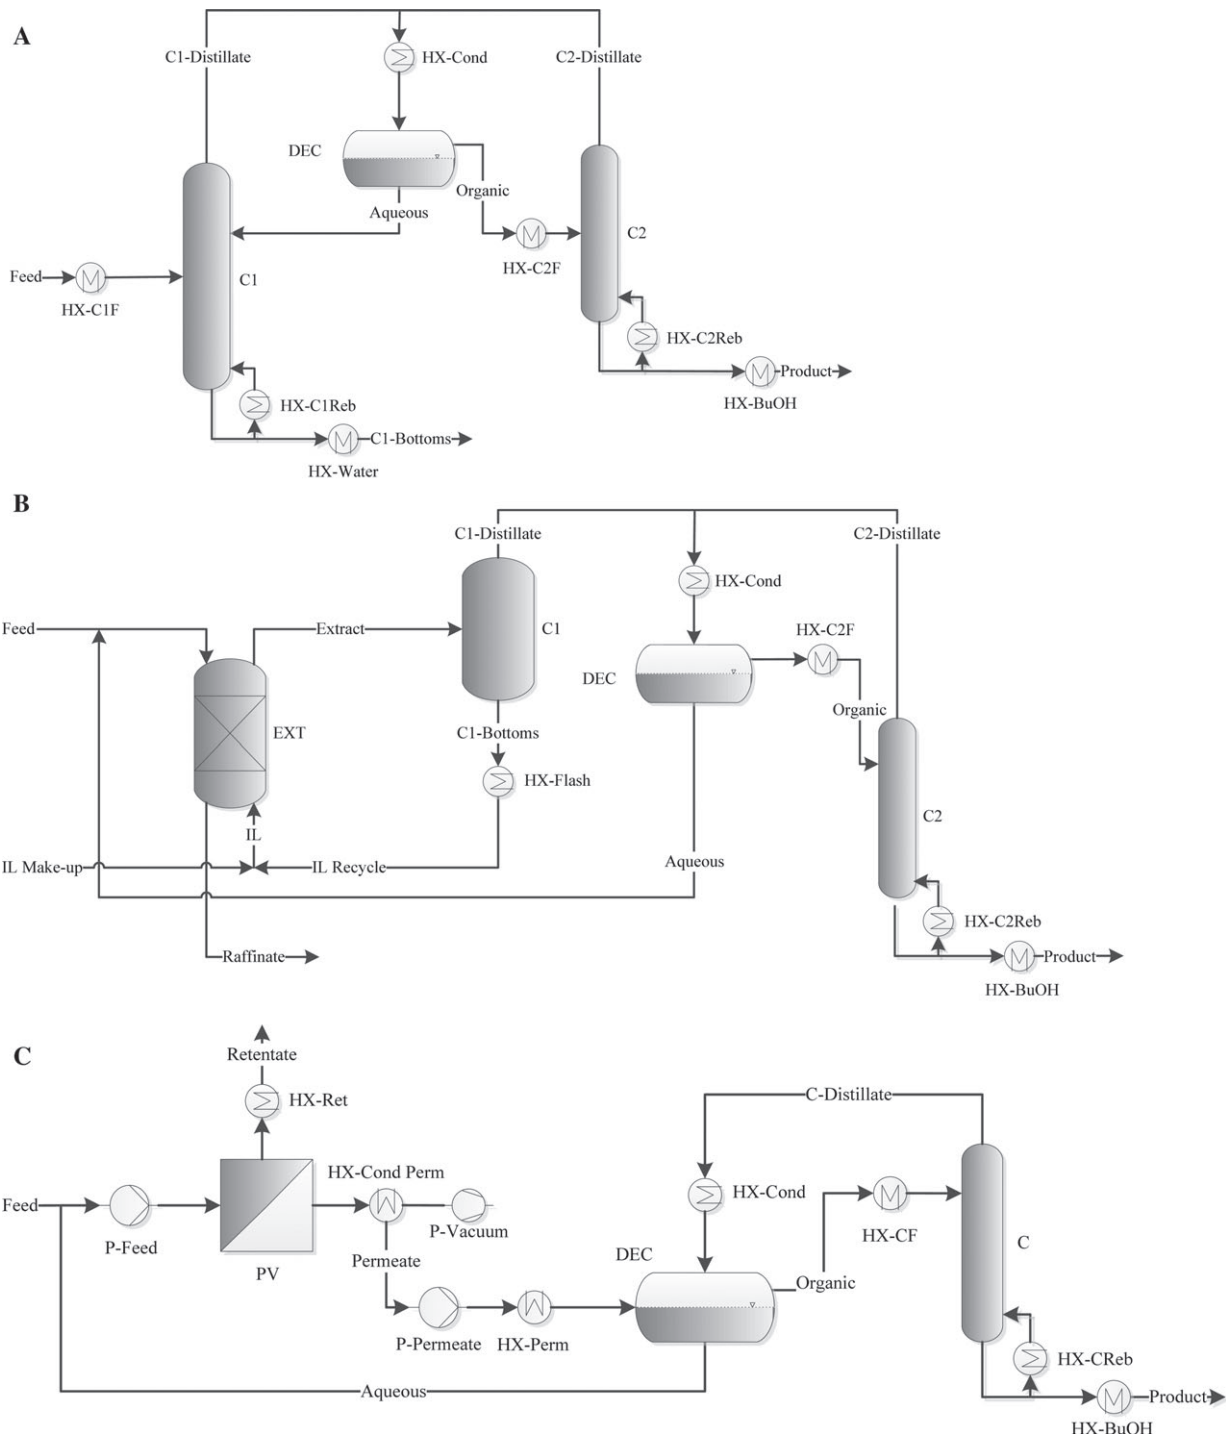 A
C1-Distillate
HX-Cond
C2-Distillate
DEC
Organic
Aqueous
C2
HX-C2F
Feed
C1
HX-C1F
HX-C2Reb
Product
HX-BuOH
HX-C1Reb
C1-Bottoms
HX-Water
B
C1-Distillate
C2-Distillate
HX-Cond
Feed
Extract
C1
HX-C2F
DEC
Organic
EXT
C1-Bottoms
HX-Flash
C2
IL
IL Make-up
IL Recycle
Aqueous
HX-C2Reb
Raffinate
Product
HX-BuOH
C
Retentate
HX-Ret
C-Distillate
HX-Cond Perm
HX-Cond
Feed
P-Vacuum
HX-CF
P-Feed
C
PV
Permeate
DEC
Organic
P-Permeate
HX-Perm
HX-CReb
Aqueous
Product
HX-BuOH